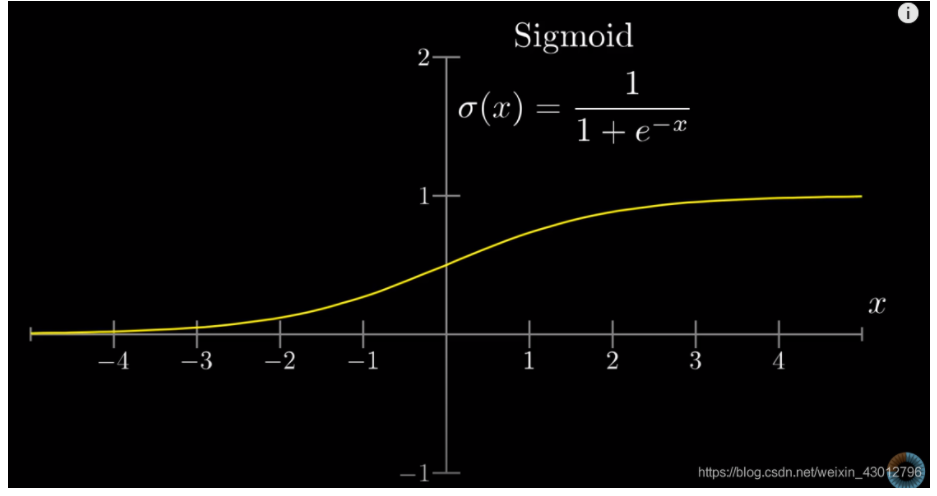 Sigmoid
2
σ(x) = 1 / (1 + e^{−x})
1
x
−4 −3 −2 −1 1 2 3 4
−1
https://blog.csdn.net/weixin_43012796
i